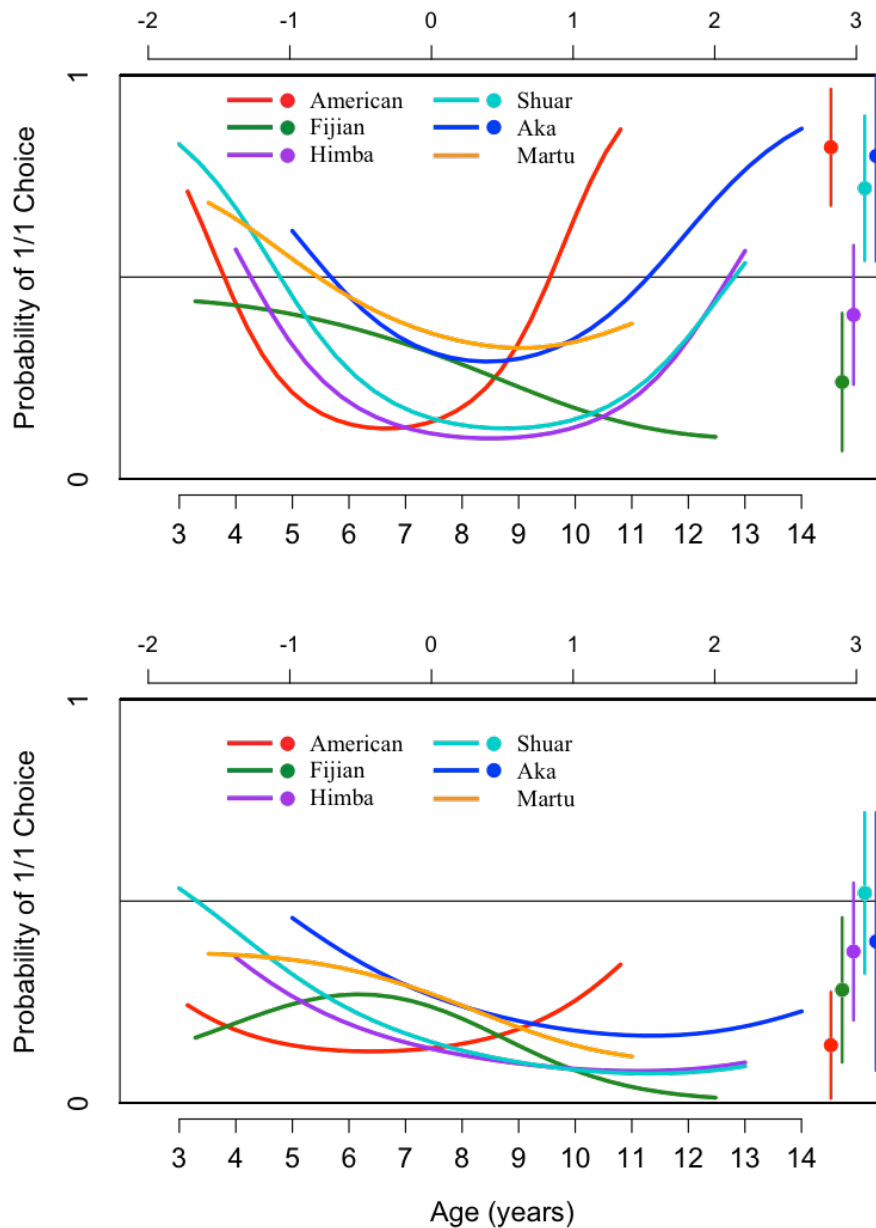 -2 -1 0 1 2 3
1
American Shuar
Fijian Aka
Himba Martu
Probability of 1/1 Choice
0
3 4 5 6 7 8 9 10 11 12 13 14
-2 -1 0 1 2 3
1
American Shuar
Fijian Aka
Himba Martu
Probability of 1/1 Choice
0
3 4 5 6 7 8 9 10 11 12 13 14
Age (years)